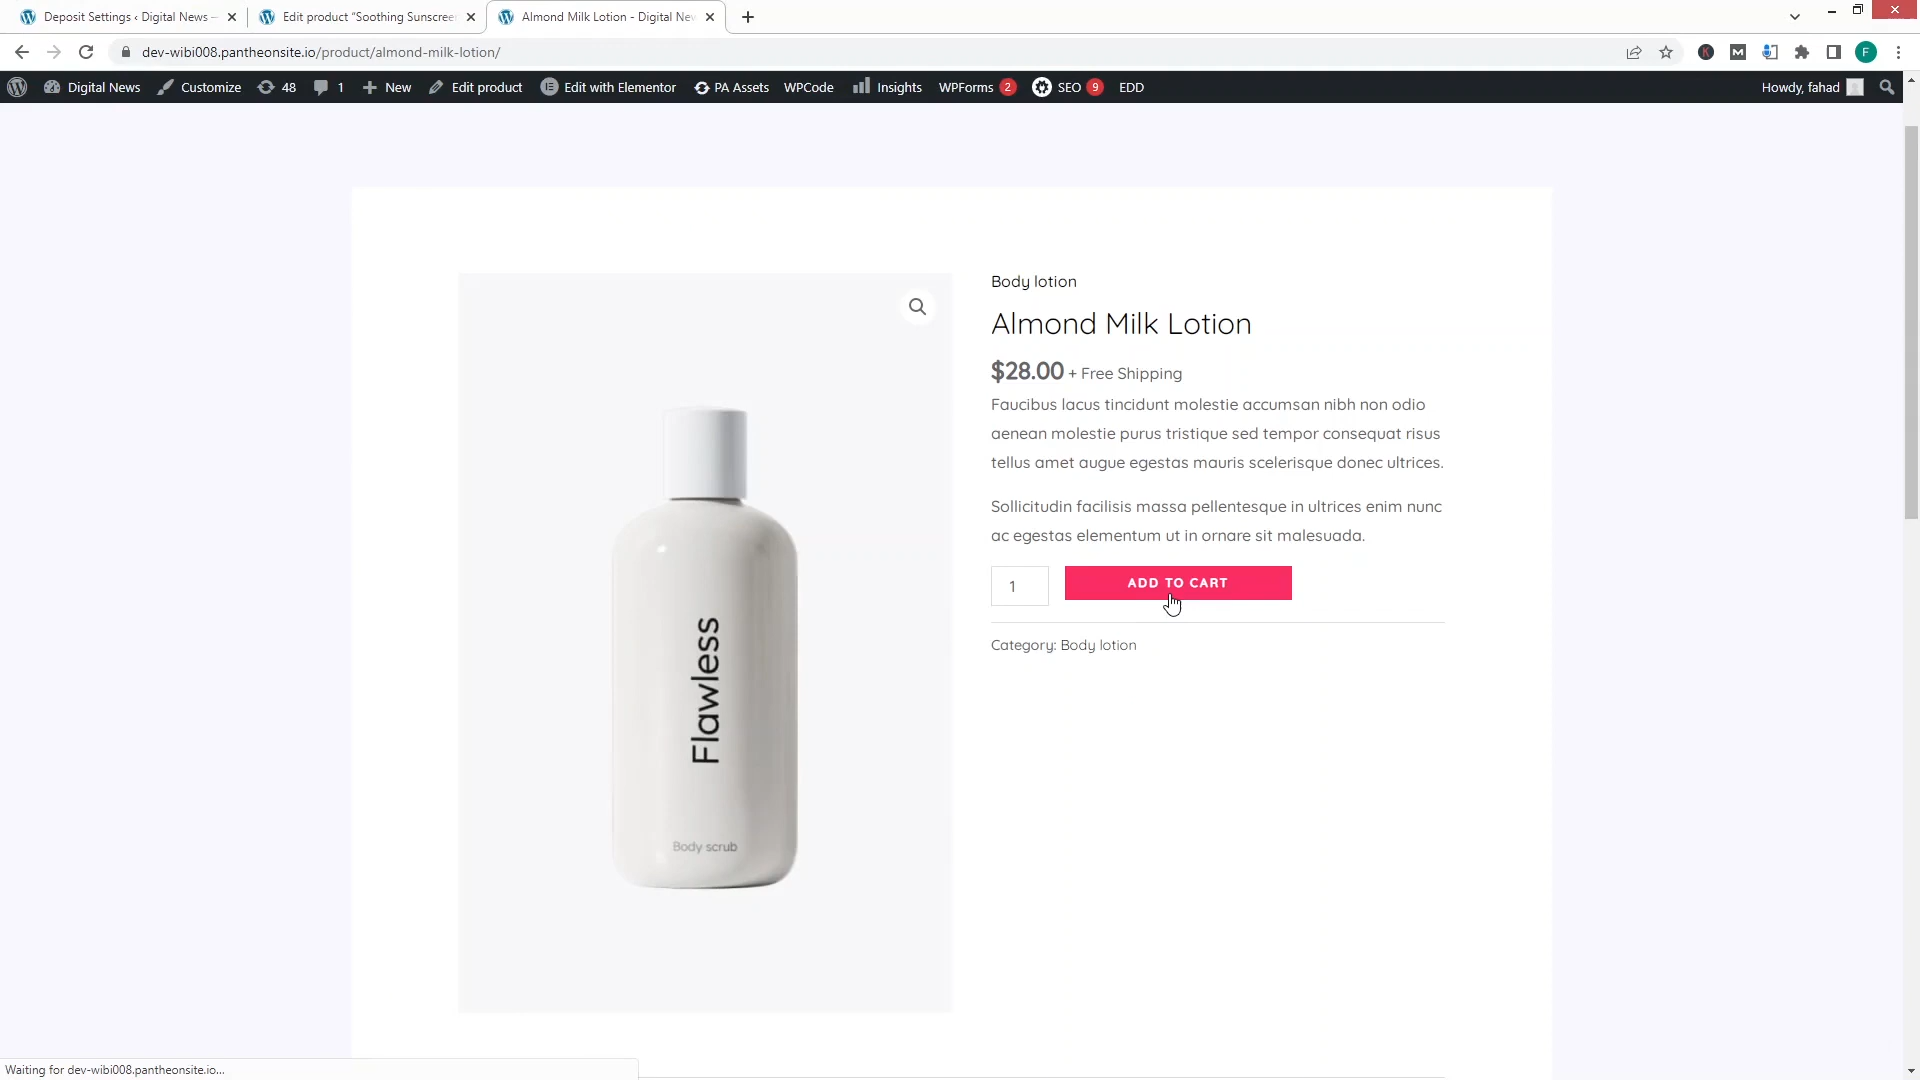 Deposit Settings ‹ Digital News —
Edit product “Soothing Sunscree
Almond Milk Lotion - Digital Ne
dev-wibi008.pantheonsite.io/product/almond-milk-lotion/
K
M
F
Digital News
Customize
48
1
New
Edit product
Edit with Elementor
PA Assets
WPCode
Insights
WPForms 2
SEO 9
EDD
Howdy, fahad
Body lotion
Almond Milk Lotion
$28.00 + Free Shipping
Faucibus lacus tincidunt molestie accumsan nibh non odio
aenean molestie purus tristique sed tempor consequat risus
tellus amet augue egestas mauris scelerisque donec ultrices.
Sollicitudin facilisis massa pellentesque in ultrices enim nunc
ac egestas elementum ut in ornare sit malesuada.
1
ADD TO CART
Category: Body lotion
Flawless
Body scrub
Waiting for dev-wibi008.pantheonsite.io...